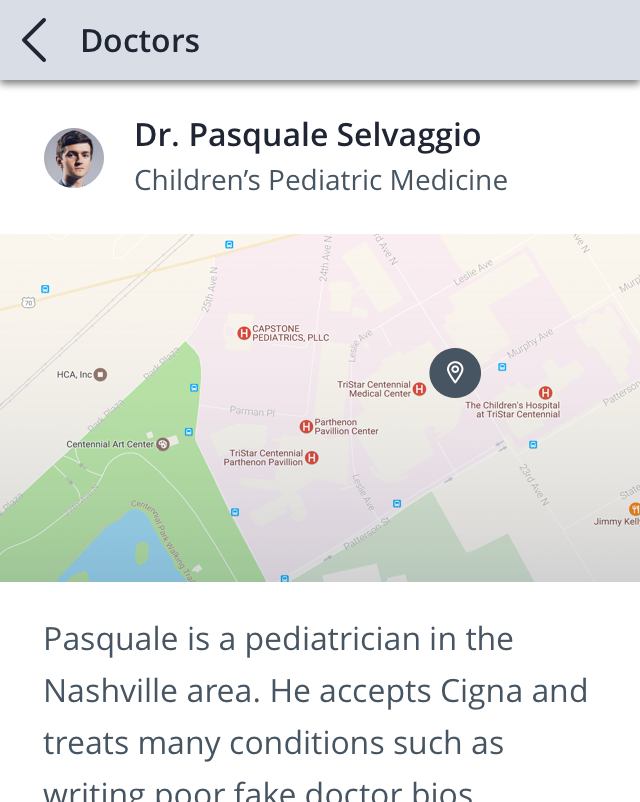 Doctors
Dr. Pasquale Selvaggio
Children’s Pediatric Medicine
24th Ave N
Leslie Ave
25th Ave N
70
CAPSTONE
PEDIATRICS, PLLC
Leslie Ave
Murphy Ave
HCA, Inc
Park Plaza
TriStar Centennial
Medical Center
The Children's Hospital
at TriStar Centennial
Patterson
Parman Pl
Park Plaza
Parthenon
Pavillion Center
Centennial Art Center
TriStar Centennial
Parthenon Pavillion
23rd Ave N
Leslie Ave
State
Plaza
Centennial Park Walking Trai
Jimmy Kell
Patterson St
Pasquale is a pediatrician in the
Nashville area. He accepts Cigna and
treats many conditions such as
writing poor fake doctor bios